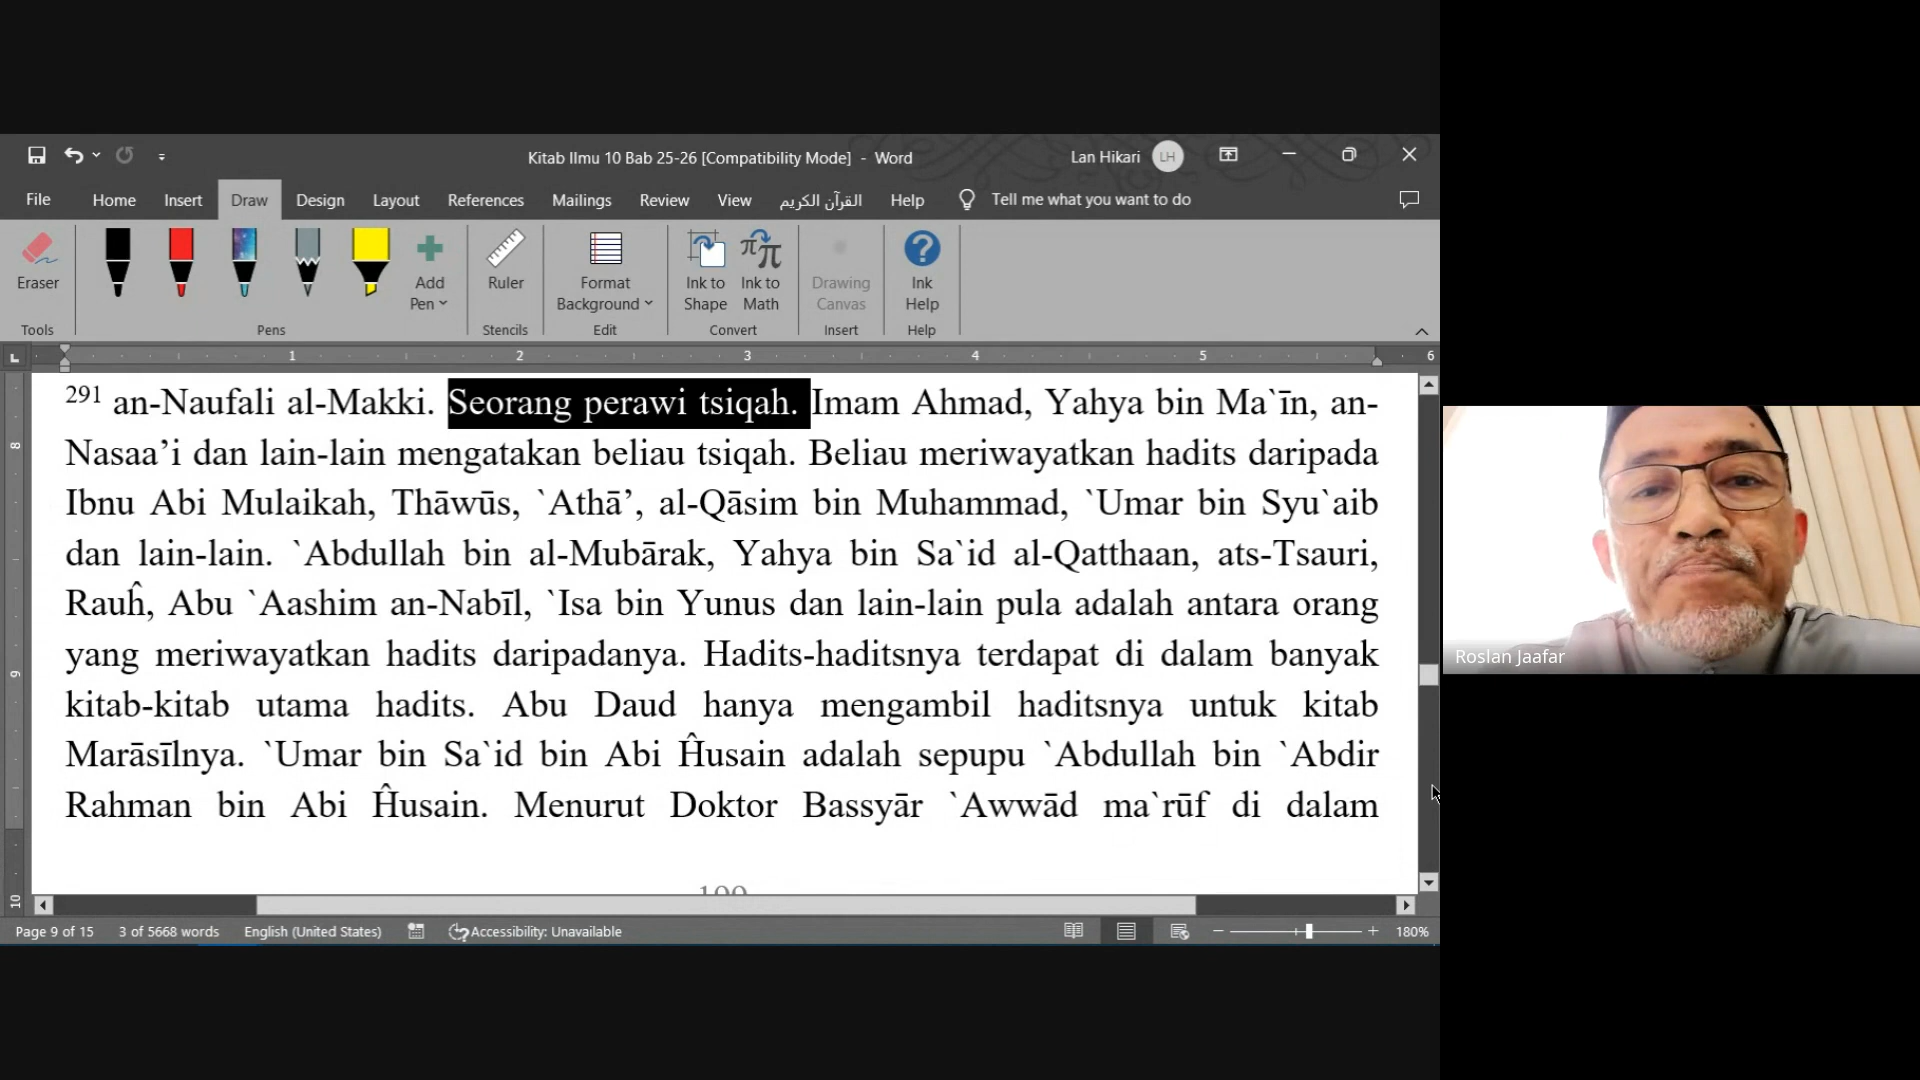 Kitab Ilmu 10 Bab 25-26 [Compatibility Mode] - Word
Lan Hikari
LH
File
Home
Insert
Draw
Design
Layout
References
Mailings
Review
View
القرآن الكريم
Help
Tell me what you want to do
Eraser
Add Pen
Ruler
Format Background
Ink to Shape
Ink to Math
Drawing Canvas
Ink Help
Tools
Pens
Stencils
Edit
Convert
Insert
Help
1 2 3 4 5 6
291 an-Naufali al-Makki. Seorang perawi tsiqah. Imam Ahmad, Yahya bin Ma`īn, an-
Nasaa’i dan lain-lain mengatakan beliau tsiqah. Beliau meriwayatkan hadits daripada
Ibnu Abi Mulaikah, Thāwūs, `Athā’, al-Qāsim bin Muhammad, `Umar bin Syu`aib
dan lain-lain. `Abdullah bin al-Mubārak, Yahya bin Sa`id al-Qatthaan, ats-Tsauri,
Rauĥ, Abu `Aashim an-Nabīl, `Isa bin Yunus dan lain-lain pula adalah antara orang
yang meriwayatkan hadits daripadanya. Hadits-haditsnya terdapat di dalam banyak
kitab-kitab utama hadits. Abu Daud hanya mengambil haditsnya untuk kitab
Marāsīlnya. `Umar bin Sa`id bin Abi Ĥusain adalah sepupu `Abdullah bin `Abdir
Rahman bin Abi Ĥusain. Menurut Doktor Bassyār `Awwād ma`rūf di dalam
8
9
10
Page 9 of 15
3 of 5668 words
English (United States)
Accessibility: Unavailable
180%
Roslan Jaafar